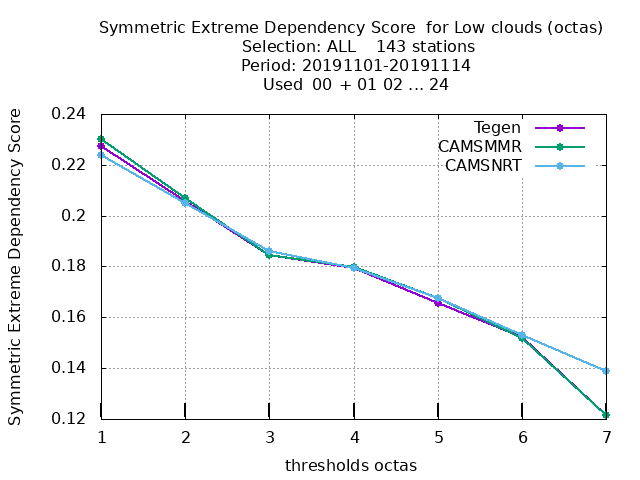 Symmetric Extreme Dependency Score  for Low clouds (octas)
Selection: ALL    143 stations
Period: 20191101-20191114
Used  00  + 01 02 ... 24
Symmetric Extreme Dependency Score
0.24
0.22
0.2
0.18
0.16
0.14
0.12
Tegen
CAMSMMR
CAMSNRT
1 2 3 4 5 6 7
thresholds octas